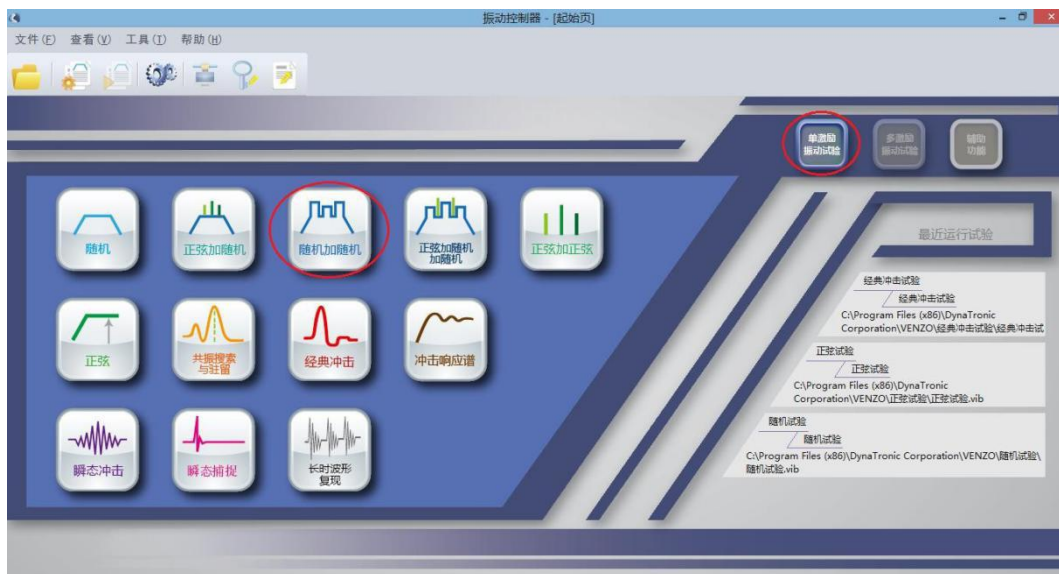 振动控制器 - [起始页]
文件(F) 查看(V) 工具(T) 帮助(H)
单激励
振动试验
多激励
振动试验
辅助
功能
随机
正弦加随机
随机加随机
正弦加随机
加随机
正弦加正弦
正弦
共振搜索
与驻留
经典冲击
冲击响应谱
瞬态冲击
瞬态捕捉
长时波形
复现
最近运行试验
经典冲击试验
经典冲击试验
C:\Program Files (x86)\DynaTronic
Corporation\VENZO\经典冲击试验\经典冲击试
正弦试验
正弦试验
C:\Program Files (x86)\DynaTronic
Corporation\VENZO\正弦试验\正弦试验.vib
随机试验
随机试验
C:\Program Files (x86)\DynaTronic Corporation\VENZO\随机试验\
随机试验.vib